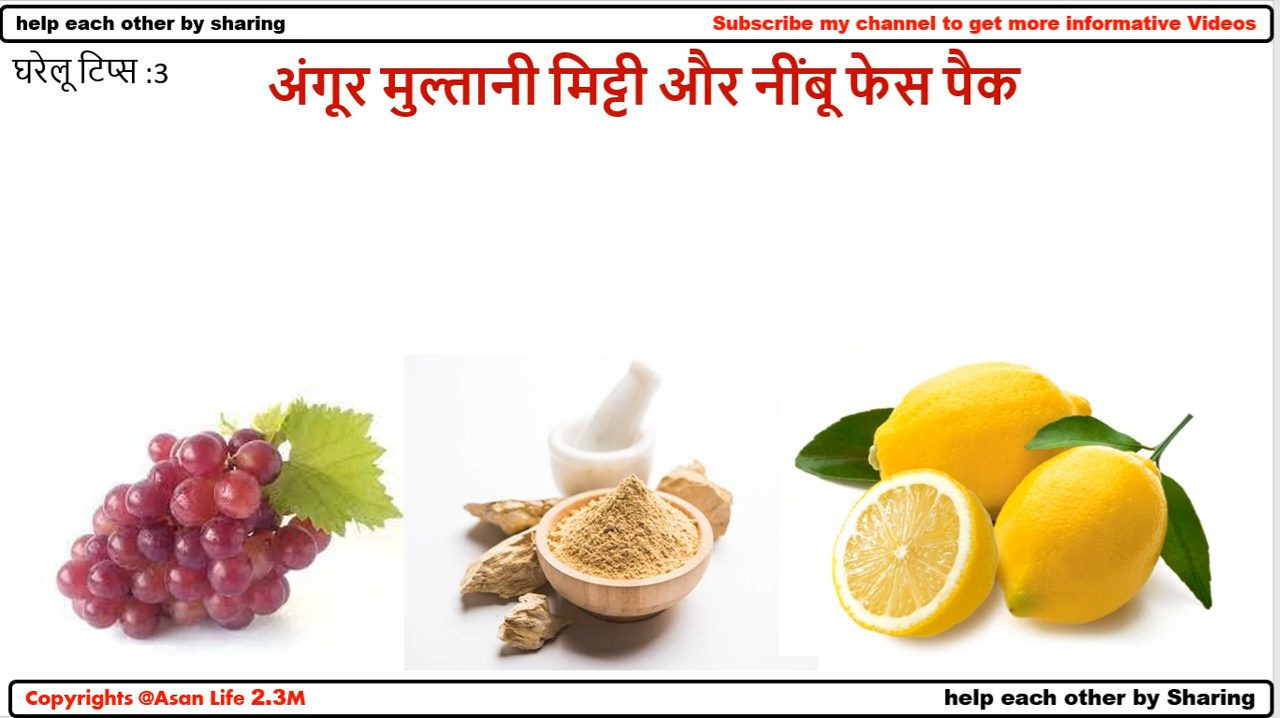 help each other by sharing
Subscribe my channel to get more informative Videos
घरेलू टिप्स :3
अंगूर मुल्तानी मिट्टी और नींबू फेस पैक
Copyrights @Asan Life 2.3M
help each other by Sharing